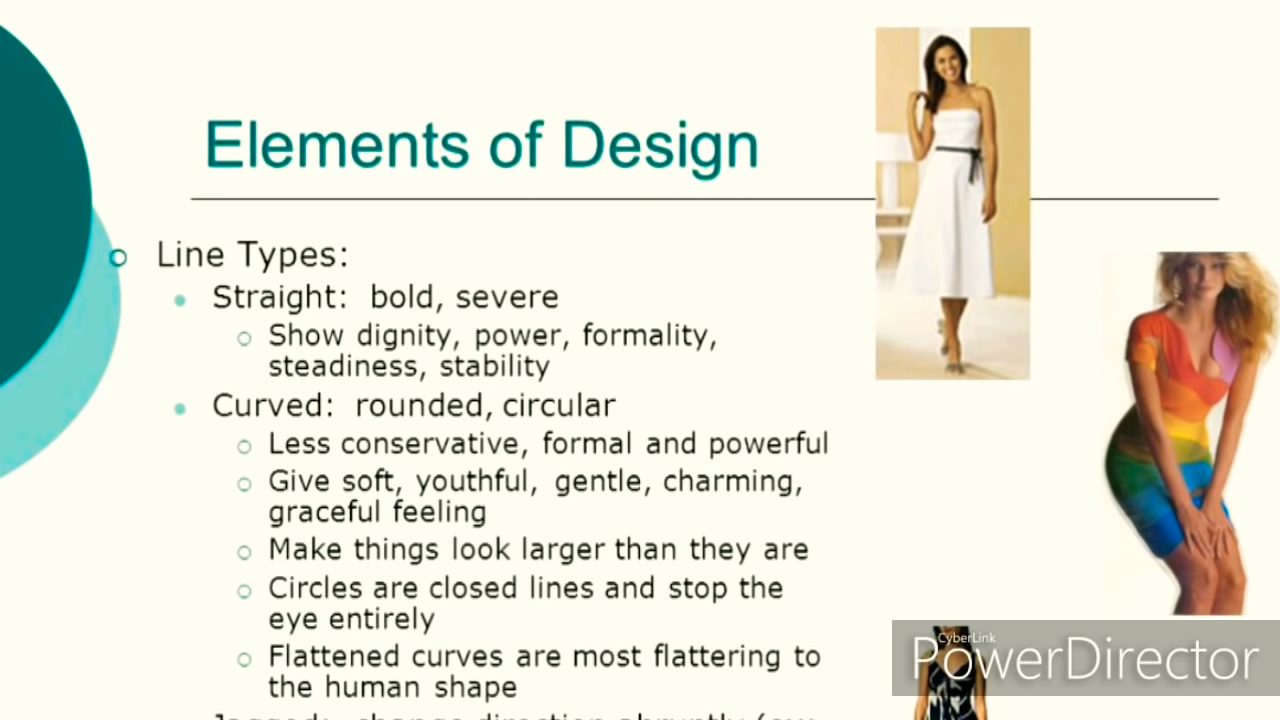 Elements of Design
Line Types:
Straight: bold, severe
Show dignity, power, formality,
steadiness, stability
Curved: rounded, circular
Less conservative, formal and powerful
Give soft, youthful, gentle, charming,
graceful feeling
Make things look larger than they are
Circles are closed lines and stop the
eye entirely
Flattened curves are most flattering to
the human shape
Jagged: change direction abruptly
CyberLink
PowerDirector